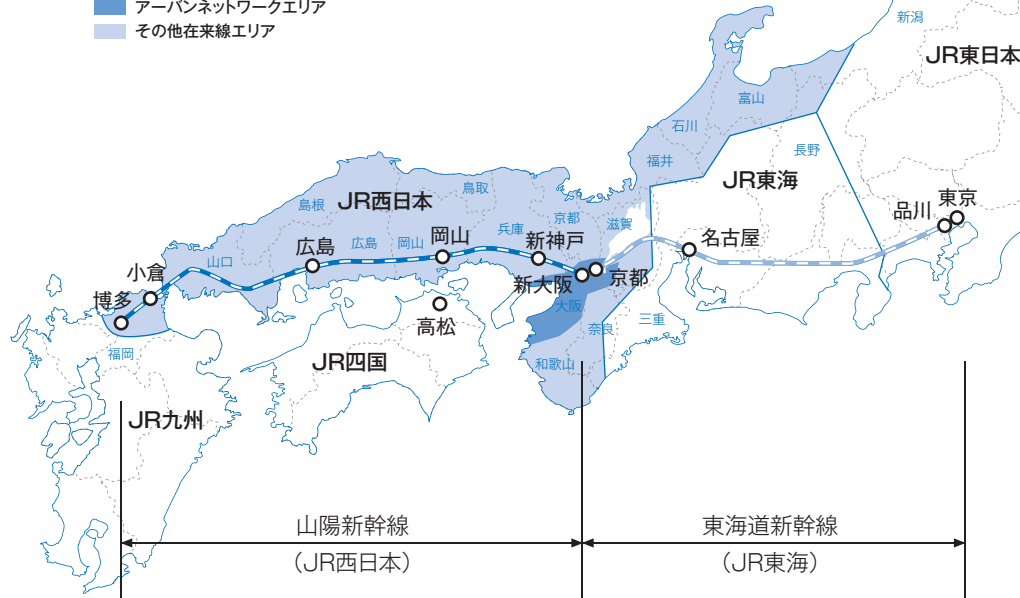 アーバンネットワークエリア
その他在来線エリア
新潟
JR東日本
富山
石川
福井
長野
JR東海
鳥取
島根
JR西日本
兵庫
京都
滋賀
東京
品川
名古屋
広島
広島
岡山
岡山
新神戸
山口
小倉
博多
新大阪
京都
大阪
高松
奈良
三重
福岡
JR四国
和歌山
JR九州
山陽新幹線
(JR西日本)
東海道新幹線
(JR東海)